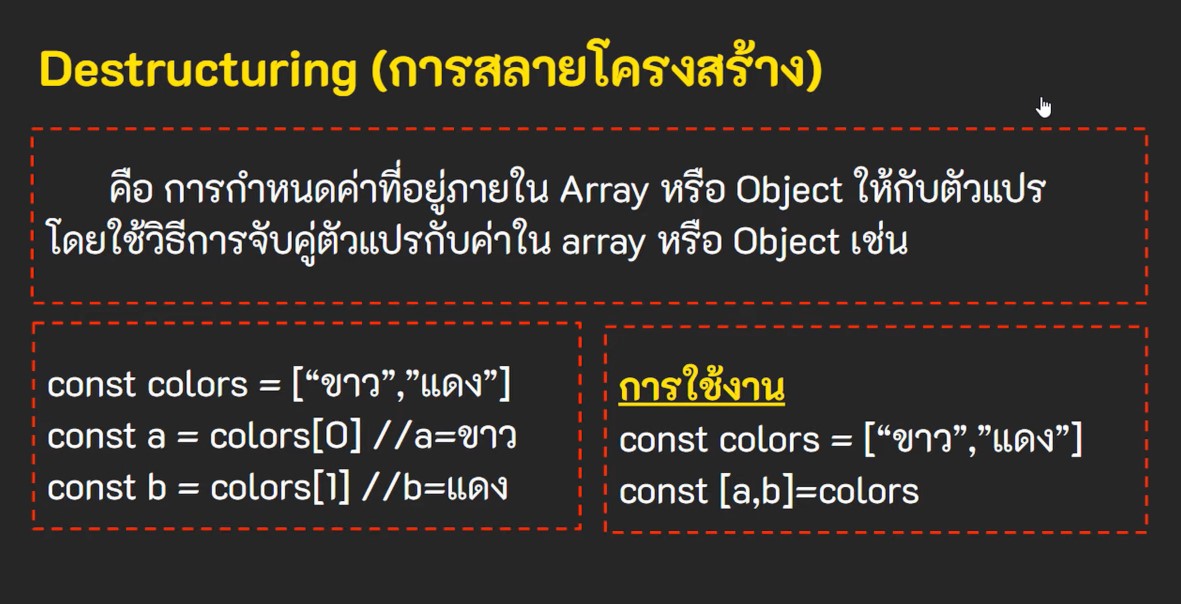 Destructuring (การสลายโครงสร้าง)
คือ การกำหนดค่าที่อยู่ภายใน Array หรือ Object ให้กับตัวแปร
โดยใช้วิธีการจับคู่ตัวแปรกับค่าใน array หรือ Object เช่น
const colors = [“ขาว”,”แดง”]
const a = colors[0] //a=ขาว
const b = colors[1] //b=แดง
การใช้งาน
const colors = [“ขาว”,”แดง”]
const [a,b]=colors